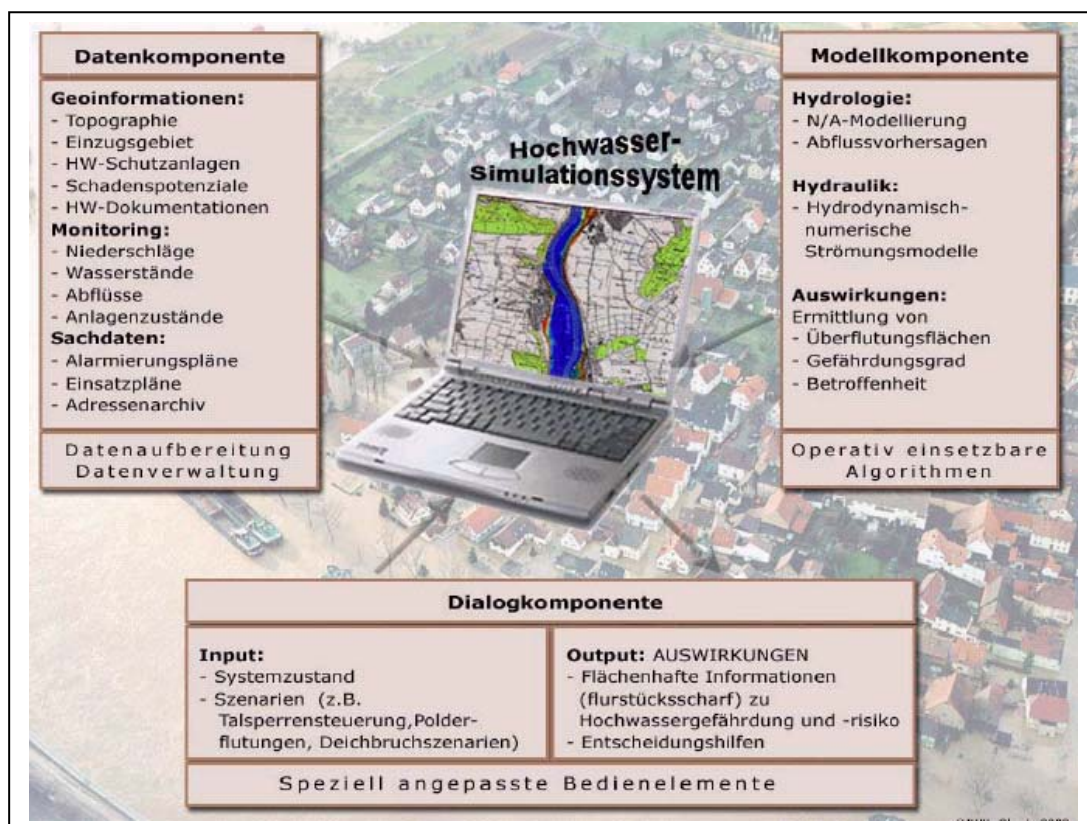 Datenkomponente
Geoinformationen:
- Topographie
- Einzugsgebiet
- HW-Schutzanlagen
- Schadenspotenziale
- HW-Dokumentationen
Monitoring:
- Niederschläge
- Wasserstände
- Abflüsse
- Anlagenzustände
Sachdaten:
- Alarmierungspläne
- Einsatzpläne
- Adressenarchiv
Datenaufbereitung
Datenverwaltung
Hochwasser-
Simulationssystem
Modellkomponente
Hydrologie:
- N/A-Modellierung
- Abflussvorhersagen
Hydraulik:
- Hydrodynamisch-
numerische
Strömungsmodelle
Auswirkungen:
Ermittlung von
- Überflutungsflächen
- Gefährdungsgrad
- Betroffenheit
Operativ einsetzbare
Algorithmen
Dialogkomponente
Input:
- Systemzustand
- Szenarien (z.B.
Talsperrensteuerung,Polder-
flutungen, Deichbruchszenarien)
Output: AUSWIRKUNGEN
- Flächenhafte Informationen
(flurstücksscharf) zu
Hochwassergefährdung und -risiko
- Entscheidungshilfen
Speziell angepasste Bedienelemente